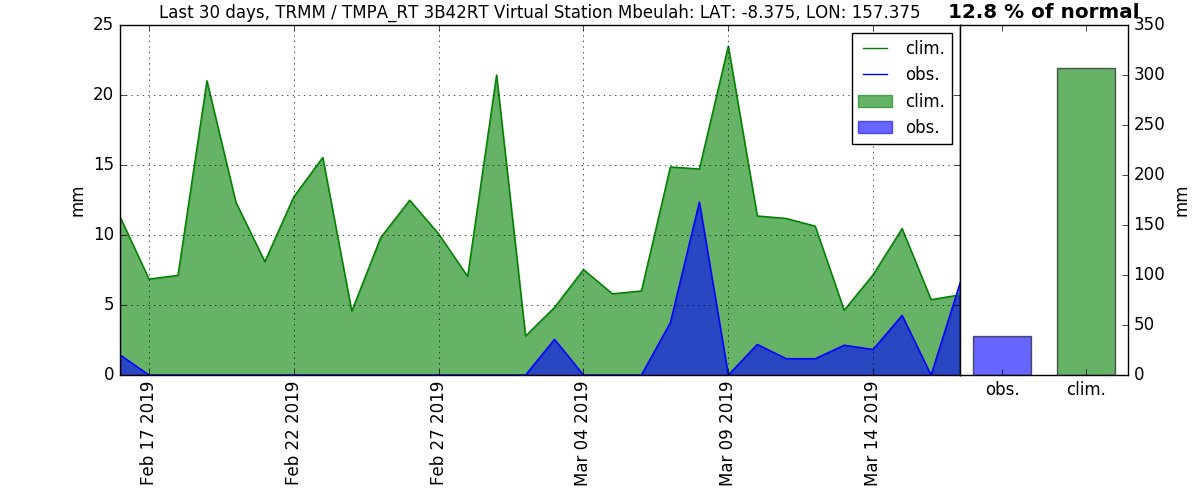 Last 30 days, TRMM / TMPA_RT 3B42RT Virtual Station Mbeulah: LAT: -8.375, LON: 157.375
12.8 % of normal
25
20
15
10
5
0
mm
clim.
obs.
clim.
obs.
Feb 17 2019
Feb 22 2019
Feb 27 2019
Mar 04 2019
Mar 09 2019
Mar 14 2019
350
300
250
200
150
100
50
0
mm
obs.
clim.